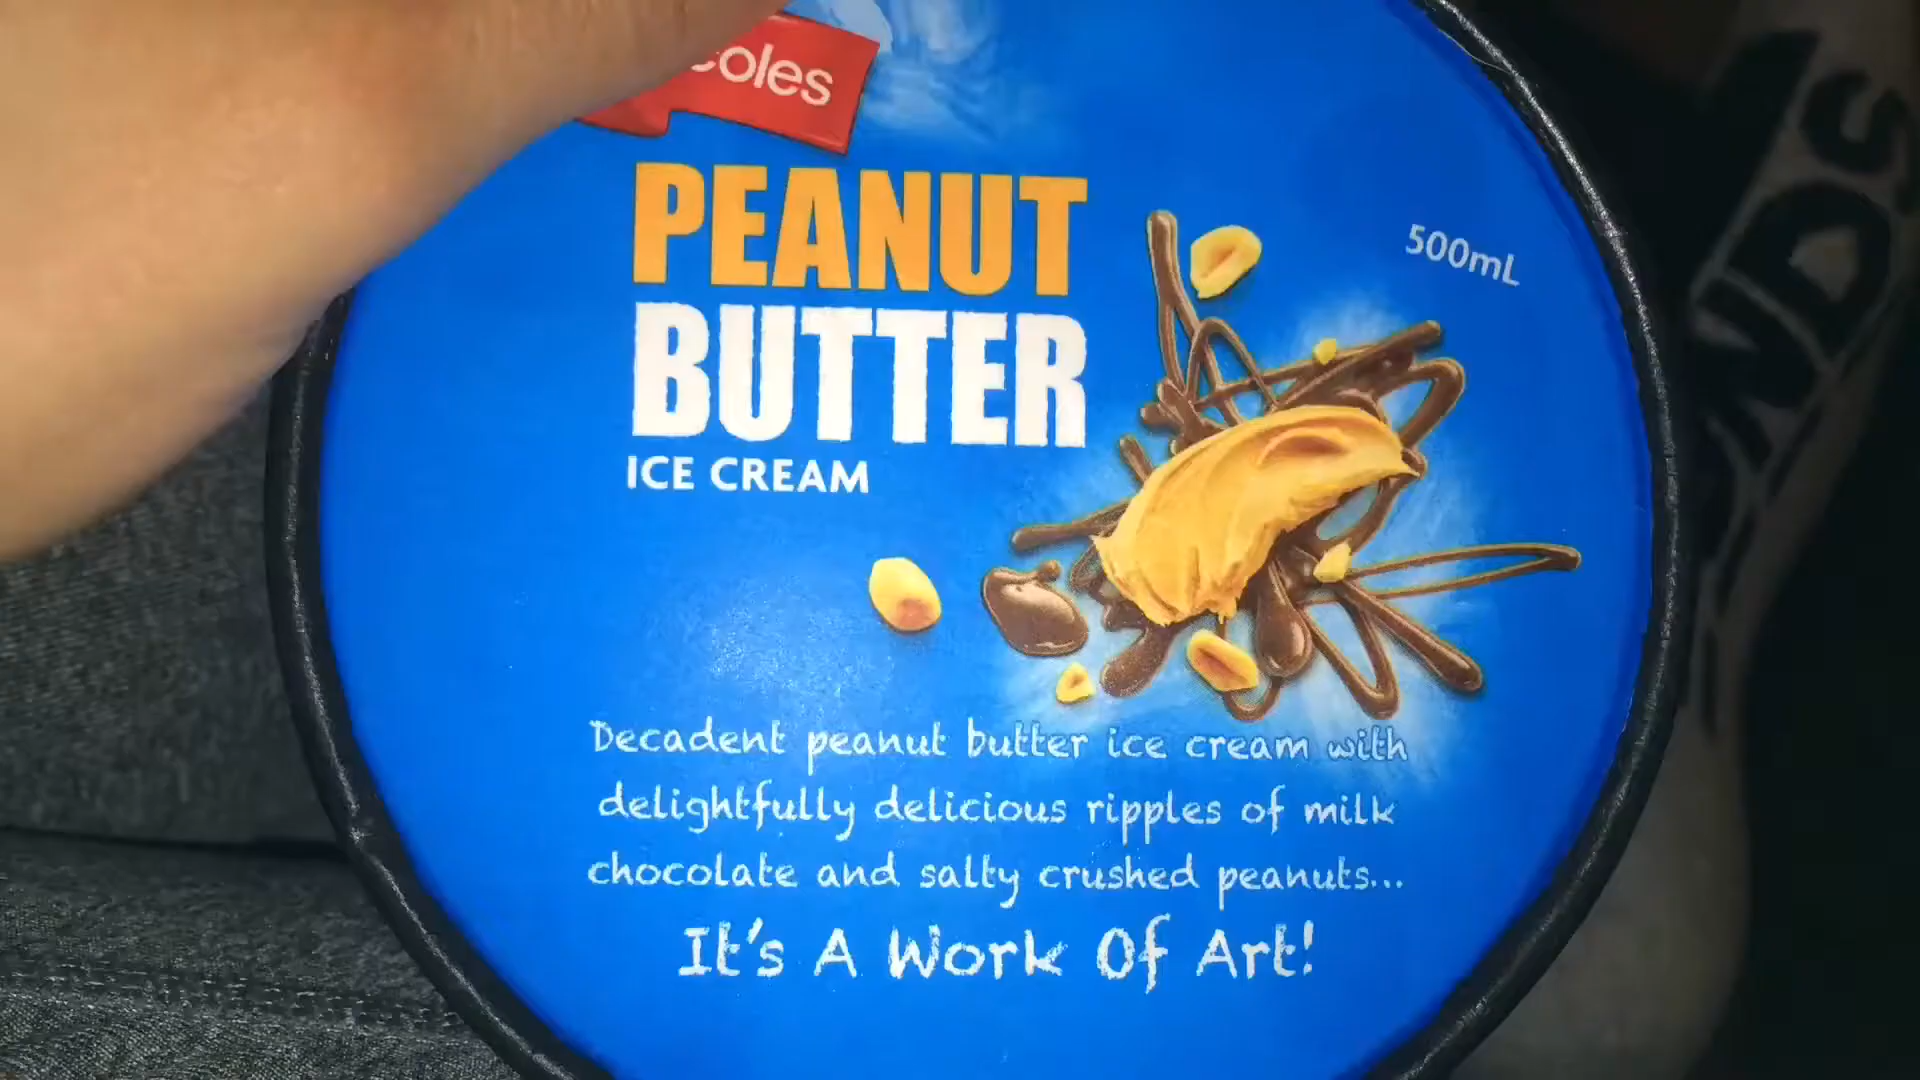 coles
PEANUT
BUTTER
ICE CREAM
500mL
Decadent peanut butter ice cream with
delightfully delicious ripples of milk
chocolate and salty crushed peanuts...
It's A Work Of Art!